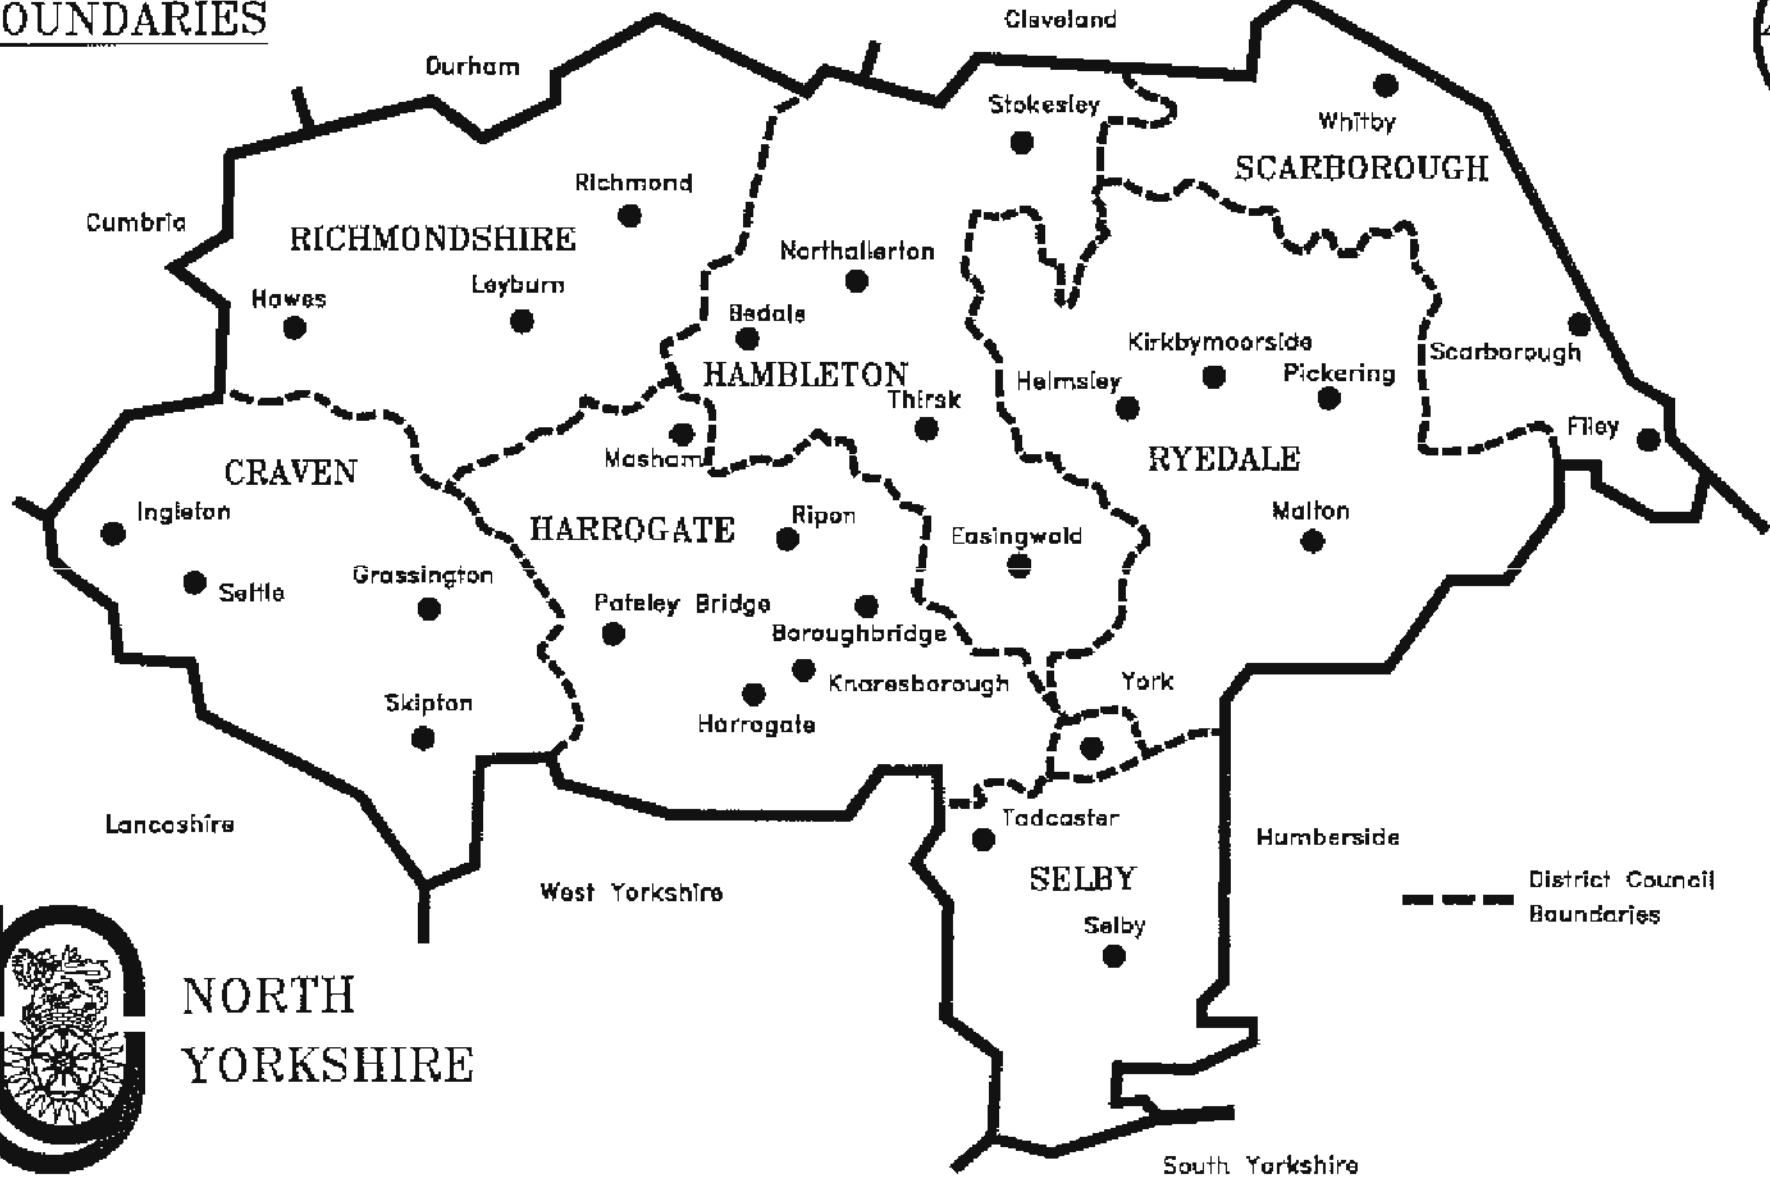 OUNDARIES
Cleveland
Durham
Stokesley
Whitby
SCARBOROUGH
Richmond
Cumbria
RICHMONDSHIRE
Northallerton
Leyburn
Hawes
Bedale
Kirkbymoorside
Scarborough
HAMBLETON
Helmsley
Pickering
Thirsk
Filey
Masham
RYEDALE
CRAVEN
Ingleton
HARROGATE
Ripon
Malton
Easingwold
Grassington
Settle
Pateley Bridge
Boroughbridge
Knaresborough
York
Skipton
Harrogate
Tadcaster
Lancashire
Humberside
SELBY
West Yorkshire
District Council
Boundaries
Selby
NORTH
YORKSHIRE
South Yorkshire